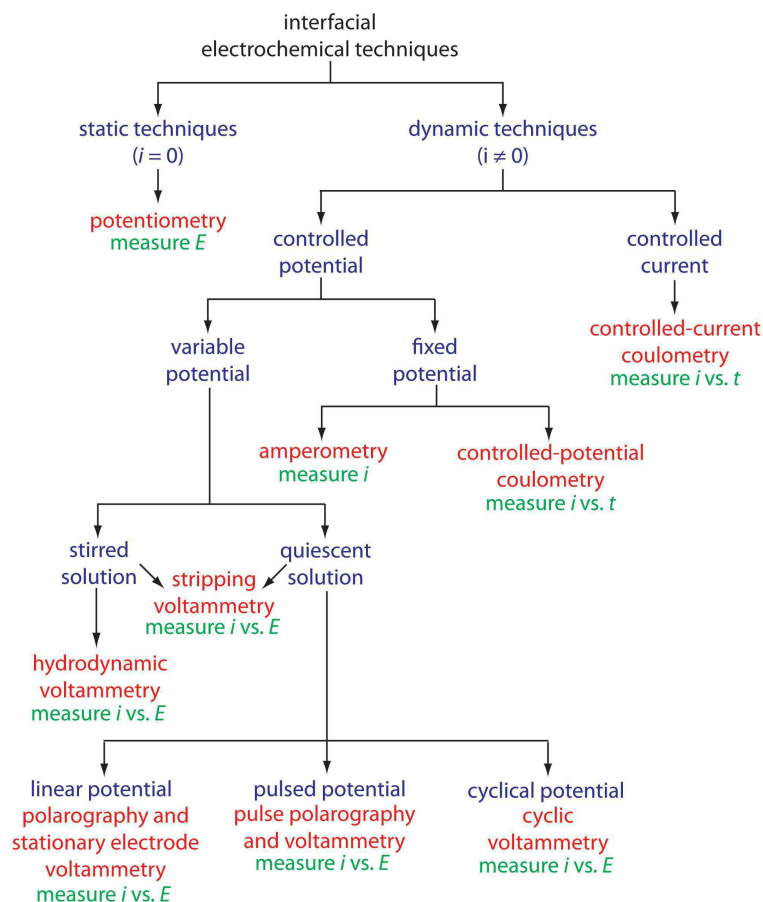 interfacial
electrochemical techniques
static techniques
(i = 0)
dynamic techniques
(i ≠ 0)
potentiometry
measure E
controlled
potential
controlled
current
controlled-current
coulometry
measure i vs. t
variable
potential
fixed
potential
amperometry
measure i
controlled-potential
coulometry
measure i vs. t
stirred
solution
quiescent
solution
stripping
voltammetry
measure i vs. E
hydrodynamic
voltammetry
measure i vs. E
linear potential
polarography and
stationary electrode
voltammetry
measure i vs. E
pulsed potential
pulse polarography
and voltammetry
measure i vs. E
cyclical potential
cyclic
voltammetry
measure i vs. E